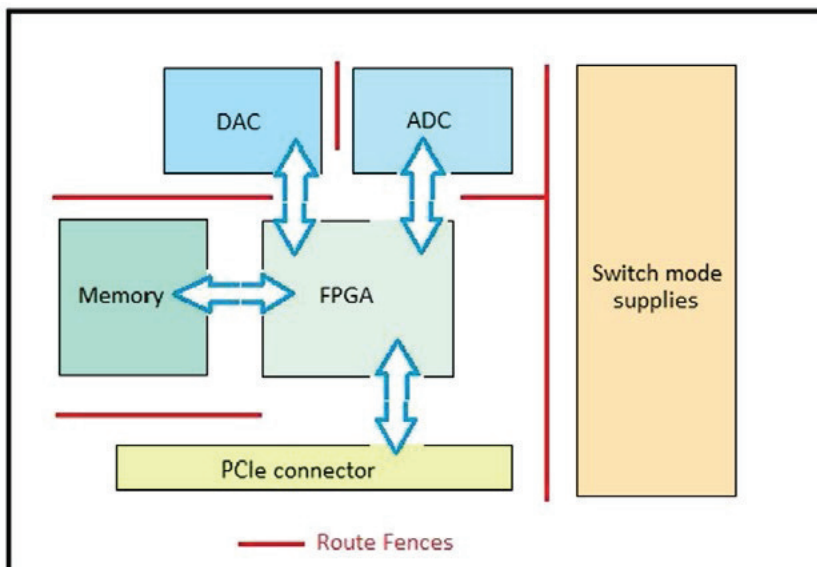 DAC
ADC
Memory
FPGA
Switch mode
supplies
PCIe connector
Route Fences